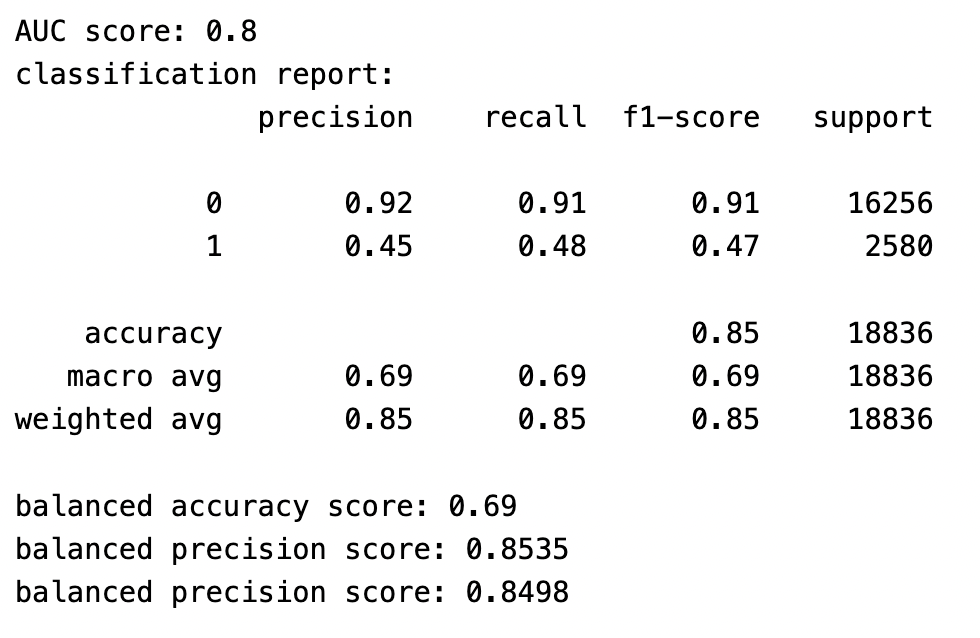 AUC score: 0.8
classification report:
precision recall f1-score support
0 0.92 0.91 0.91 16256
1 0.45 0.48 0.47 2580
accuracy 0.85 18836
macro avg 0.69 0.69 0.69 18836
weighted avg 0.85 0.85 0.85 18836
balanced accuracy score: 0.69
balanced precision score: 0.8535
balanced precision score: 0.8498